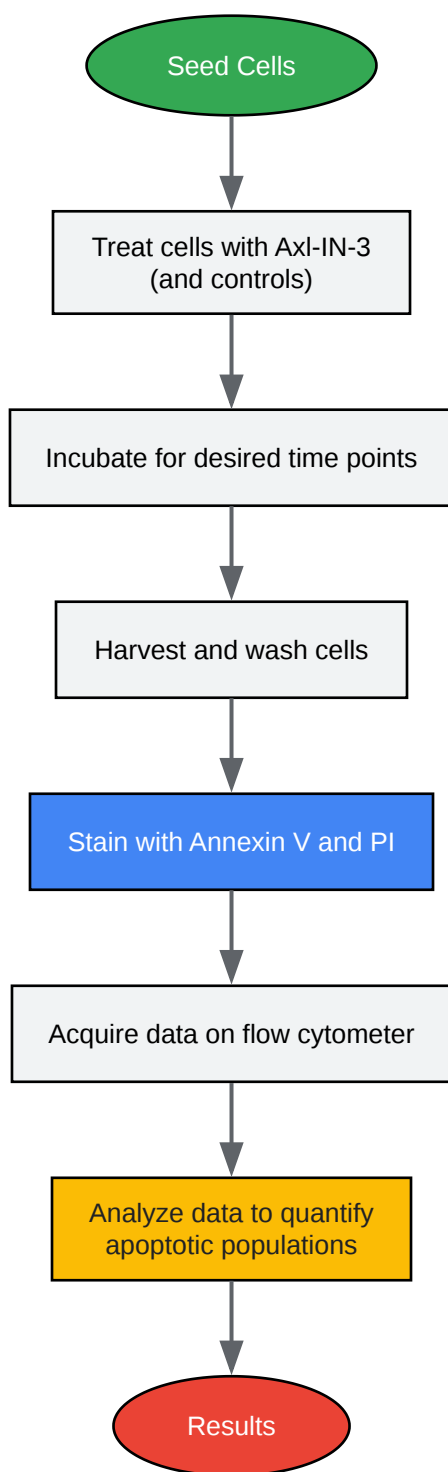 Seed Cells
Treat cells with Axl-IN-3
(and controls)
Incubate for desired time points
Harvest and wash cells
Stain with Annexin V and PI
Acquire data on flow cytometer
Analyze data to quantify
apoptotic populations
Results